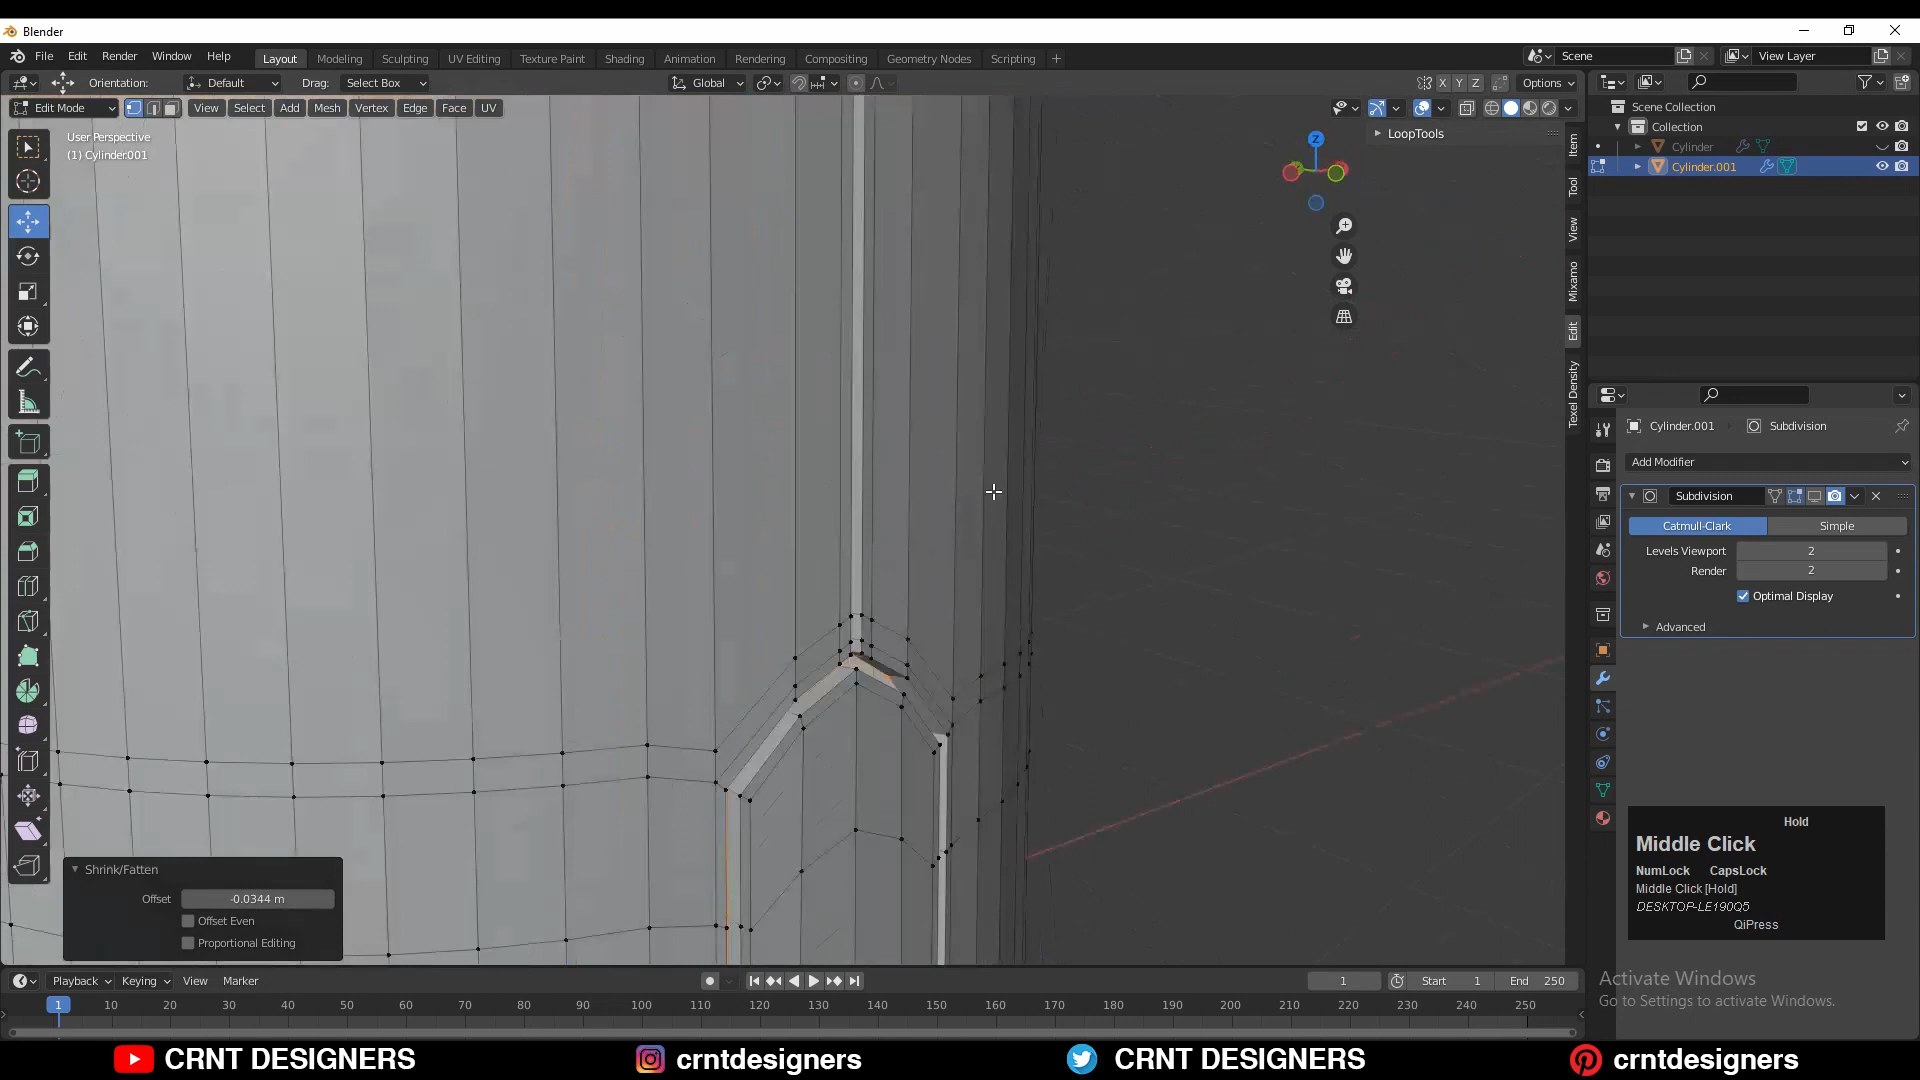 Blender
File Edit Render Window Help Layout Modeling Sculpting UV Editing Texture Paint Shading Animation Rendering Compositing Geometry Nodes Scripting + Scene View Layer
Orientation: Default Drag: Select Box Global X Y Z Options
Edit Mode View Select Add Mesh Vertex Edge Face UV
User Perspective
(1) Cylinder.001
Z
LoopTools
Item
Tool
View
Mixamo
Edit
Texel Density
Scene Collection
Collection
Cylinder
Cylinder.001
Cylinder.001 Subdivision
Add Modifier
Subdivision
Catmull-Clark Simple
Levels Viewport 2
Render 2
Optimal Display
Advanced
Hold
Middle Click
NumLock CapsLock
Middle Click [Hold]
DESKTOP-LE190Q5
QiPress
Shrink/Fatten
Offset -0.0344 m
Offset Even
Proportional Editing
Activate Windows
Go to Settings to activate Windows.
Playback Keying View Marker 1 Start 1 End 250
1 10 20 30 40 50 60 70 80 90 100 110 120 130 140 150 160 170 180 190 200 210 220 230 240 250
CRNT DESIGNERS crntdesigners CRNT DESIGNERS crntdesigners